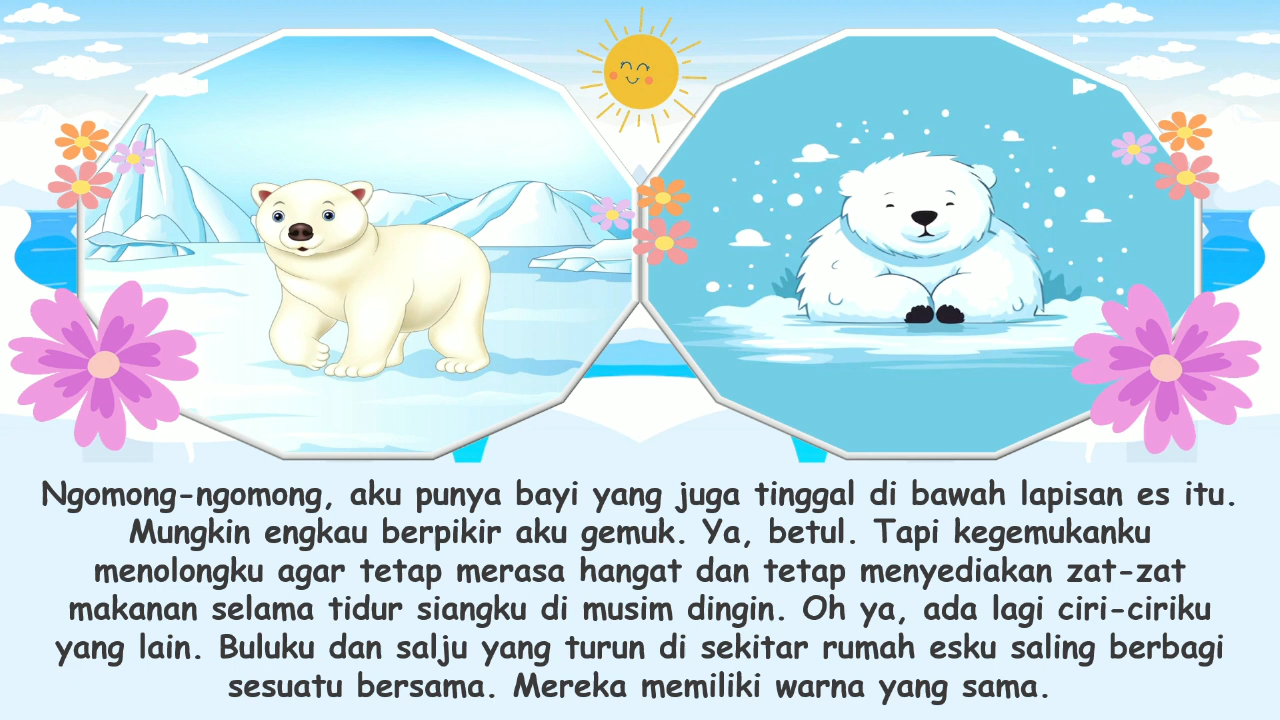 Ngomong-ngomong, aku punya bayi yang juga tinggal di bawah lapisan es itu.
Mungkin engkau berpikir aku gemuk. Ya, betul. Tapi kegemukanku
menolongku agar tetap merasa hangat dan tetap menyediakan zat-zat
makanan selama tidur siangku di musim dingin. Oh ya, ada lagi ciri-ciriku
yang lain. Buluku dan salju yang turun di sekitar rumah esku saling berbagi
sesuatu bersama. Mereka memiliki warna yang sama.